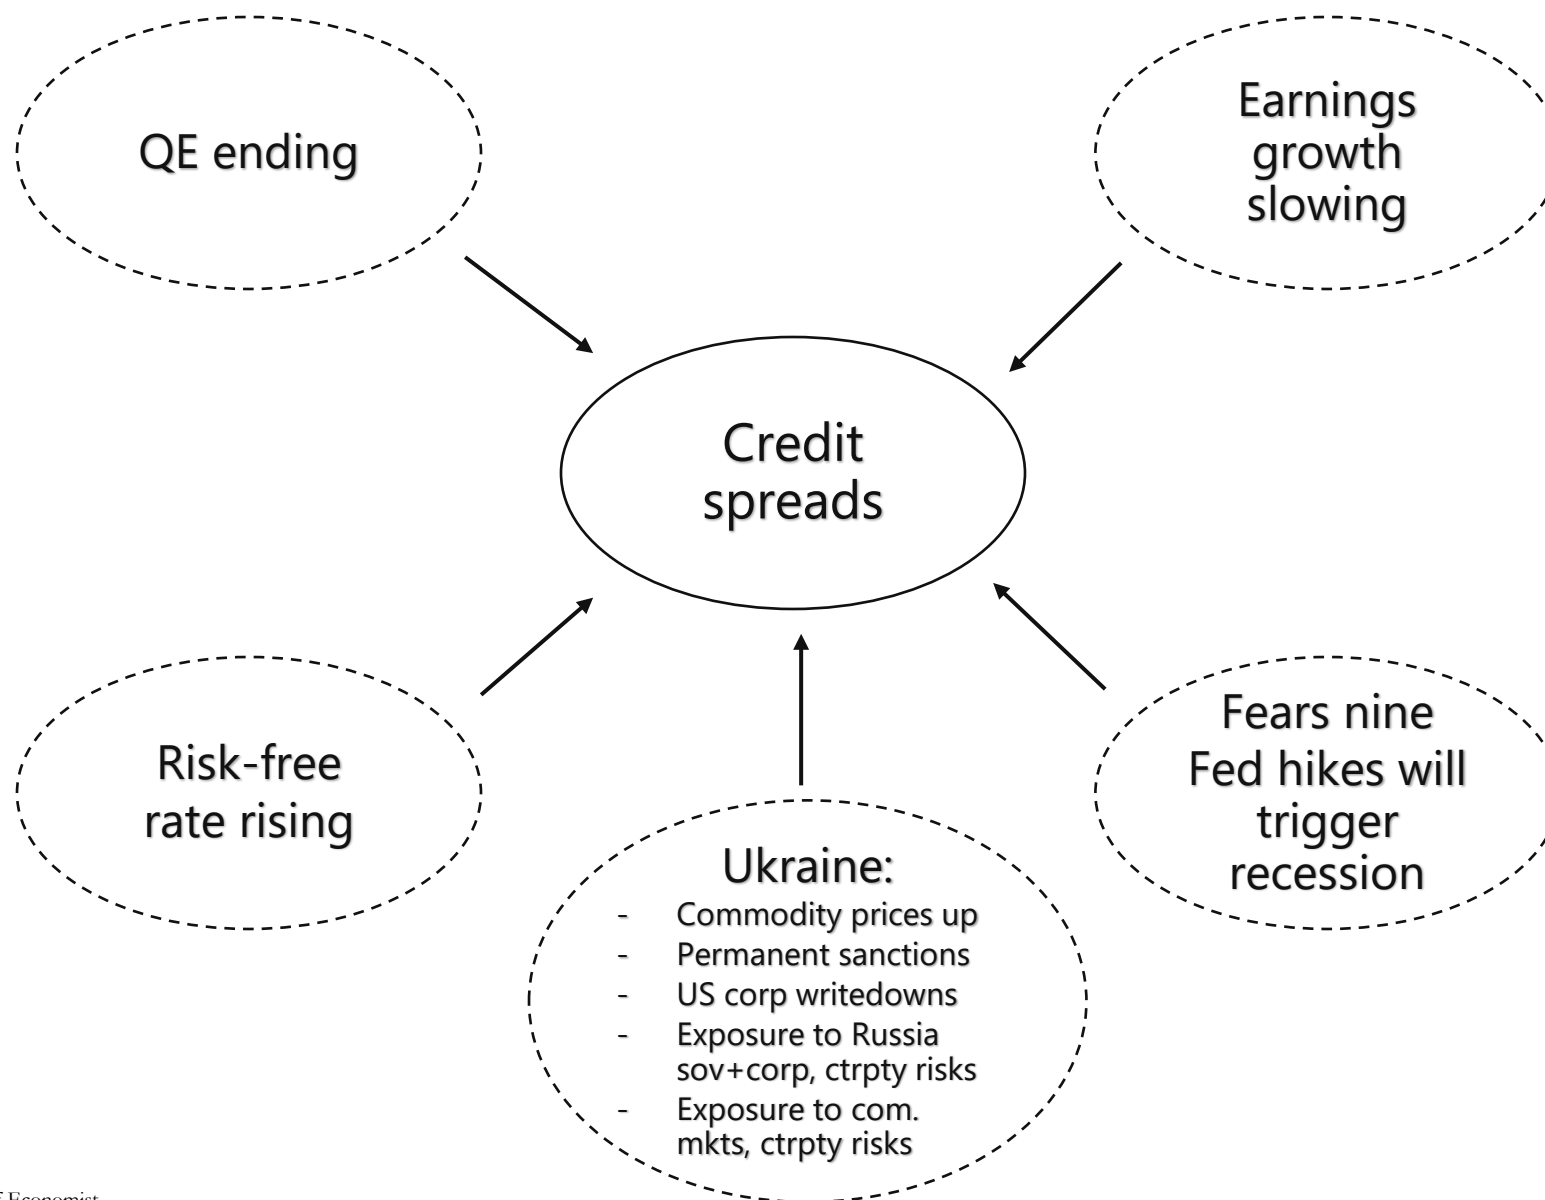 QE ending
Earnings
growth
slowing
Credit
spreads
Risk-free
rate rising
Fears nine
Fed hikes will
trigger
recession
Ukraine:
- Commodity prices up
- Permanent sanctions
- US corp writedowns
- Exposure to Russia
sov+corp, ctrpty risks
- Exposure to com.
mkts, ctrpty risks
Economist